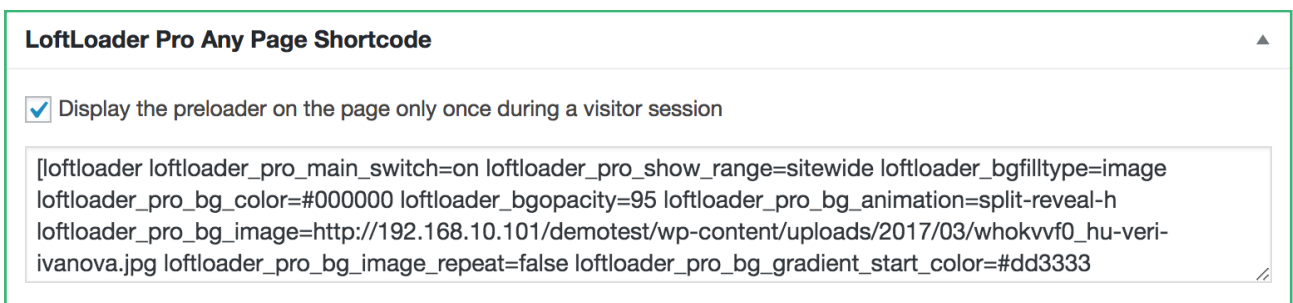 LoftLoader Pro Any Page Shortcode
Display the preloader on the page only once during a visitor session
[loftloader loftloader_pro_main_switch=on loftloader_pro_show_range=sitewide loftloader_bgfilltype=image
loftloader_pro_bg_color=#000000 loftloader_bgopacity=95 loftloader_pro_bg_animation=split-reveal-h
loftloader_pro_bg_image=http://192.168.10.101/demotest/wp-content/uploads/2017/03/whokvvf0_hu-veri-
ivanova.jpg loftloader_pro_bg_image_repeat=false loftloader_pro_bg_gradient_start_color=#dd3333